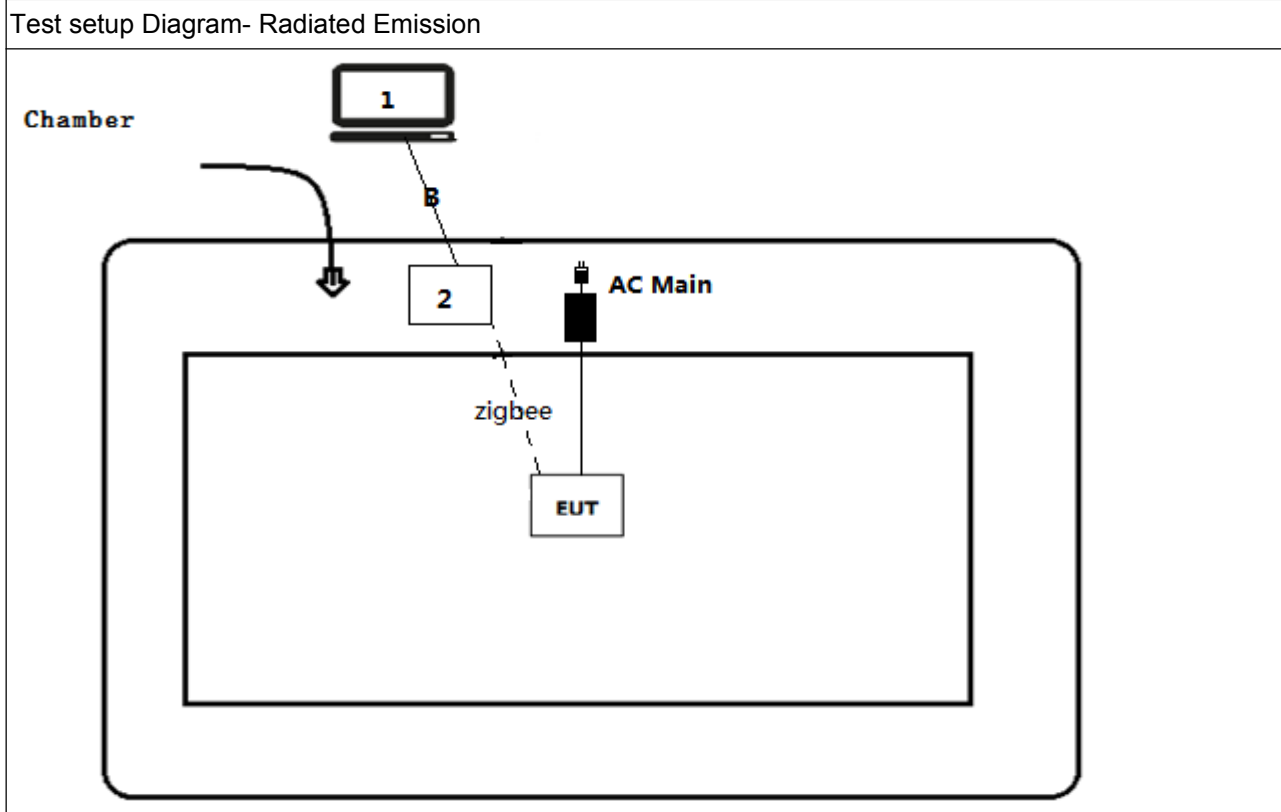 Test setup Diagram- Radiated Emission
1
Chamber
B
2
AC Main
zigbee
EUT